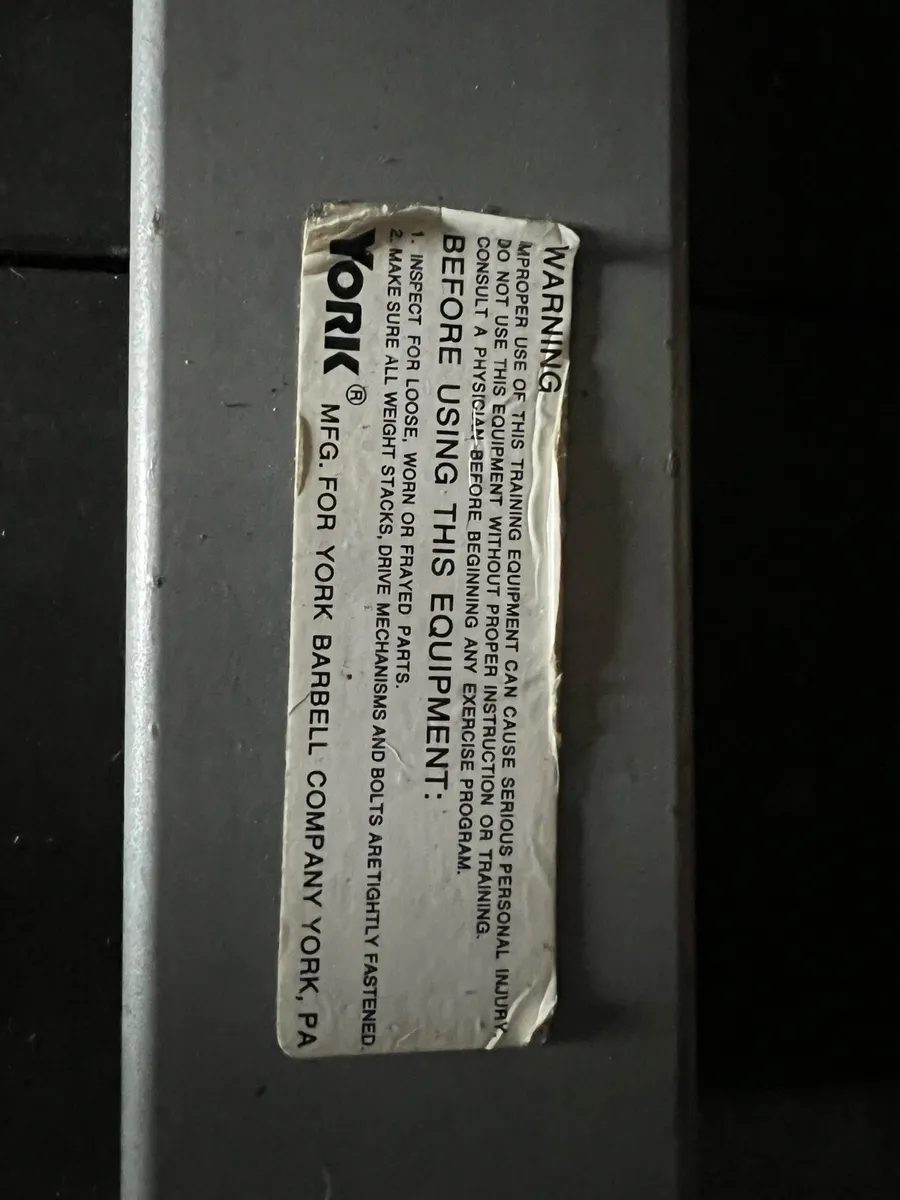 WARNING
IMPROPER USE OF THIS TRAINING EQUIPMENT CAN CAUSE SERIOUS PERSONAL INJURY.
DO NOT USE THIS EQUIPMENT WITHOUT PROPER INSTRUCTION OR TRAINING.
CONSULT A PHYSICIAN BEFORE BEGINNING ANY EXERCISE PROGRAM.
BEFORE USING THIS EQUIPMENT:
1. INSPECT FOR LOOSE, WORN OR FRAYED PARTS.
2. MAKE SURE ALL WEIGHT STACKS, DRIVE MECHANISMS AND BOLTS ARETIGHTLY FASTENED.
YORK® MFG. FOR YORK BARBELL COMPANY YORK, PA